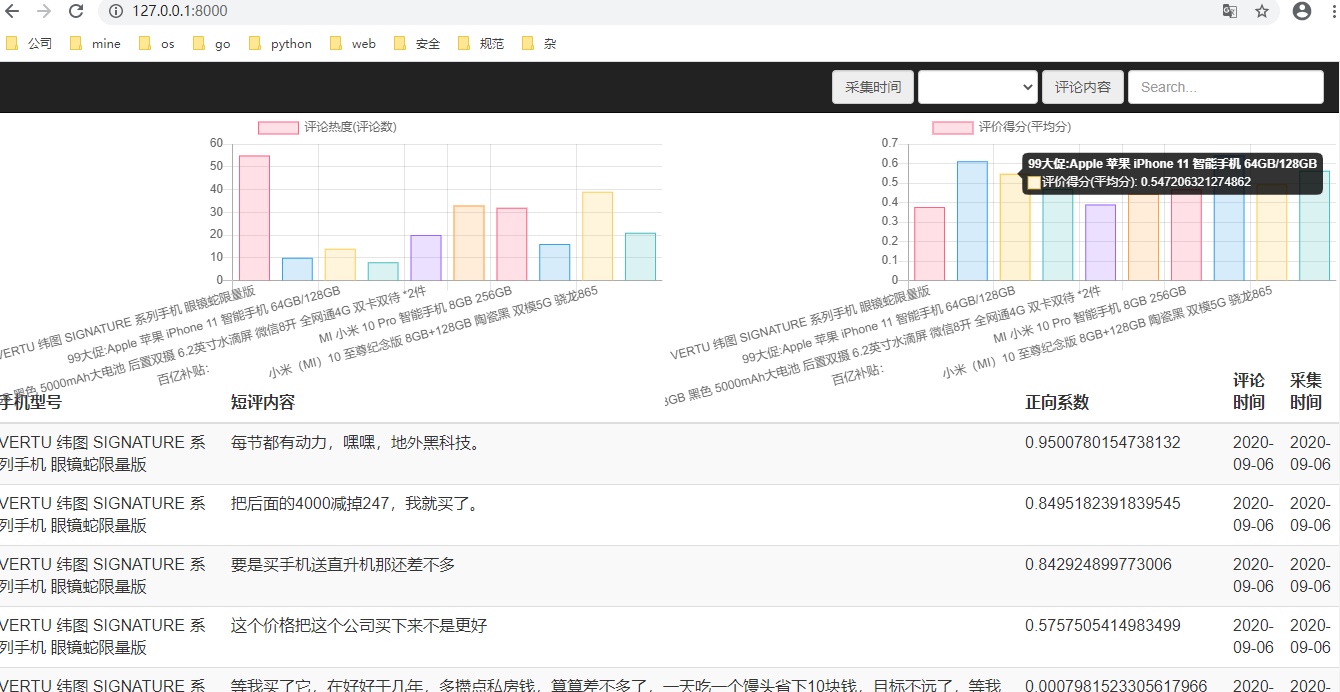 127.0.0.1:8000
公司 mine os go python web 安全 规范 杂
采集时间 评论内容 Search...
评论热度(评论数)
60
50
40
30
20
10
0
VERTU 纬图 SIGNATURE 系列手机 眼镜蛇限量版
99大促:Apple 苹果 iPhone 11 智能手机 64GB/128GB
黑色 5000mAh大电池 后置双摄 6.2英寸水滴屏 微信8开 全网通4G 双卡双待 *2件
百亿补贴：
MI 小米 10 Pro 智能手机 8GB 256GB
小米（MI）10 至尊纪念版 8GB+128GB 陶瓷黑 双模5G 骁龙865
评价得分(平均分)
0.7
0.6
0.5
0.4
0.3
0.2
0.1
0
99大促:Apple 苹果 iPhone 11 智能手机 64GB/128GB
评价得分(平均分): 0.547206321274862
VERTU 纬图 SIGNATURE 系列手机 眼镜蛇限量版
99大促:Apple 苹果 iPhone 11 智能手机 64GB/128GB
3GB 黑色 5000mAh大电池 后置双摄 6.2英寸水滴屏 微信8开 全网通4G 双卡双待 *2件
百亿补贴：
MI 小米 10 Pro 智能手机 8GB 256GB
小米（MI）10 至尊纪念版 8GB+128GB 陶瓷黑 双模5G 骁龙865
手机型号 短评内容 正向系数 评论时间 采集时间
VERTU 纬图 SIGNATURE 系 每节都有动力，嘿嘿，地外黑科技。 0.9500780154738132 2020- 2020-
列手机 眼镜蛇限量版 09-06 09-06
VERTU 纬图 SIGNATURE 系 把后面的4000减掉247，我就买了。 0.8495182391839545 2020- 2020-
列手机 眼镜蛇限量版 09-06 09-06
VERTU 纬图 SIGNATURE 系 要是买手机送直升机那还差不多 0.842924899773006 2020- 2020-
列手机 眼镜蛇限量版 09-06 09-06
VERTU 纬图 SIGNATURE 系 这个价格把这个公司买下来不是更好 0.5757505414983499 2020- 2020-
列手机 眼镜蛇限量版 09-06 09-06
VERTU 纬图 SIGNATURE 系 等我买了它，在好好干几年，多攒点私房钱，算算差不多了，一天吃一个馒头省下10块钱，目标不远了，等我 0.0007981523305617966 2020- 2020-